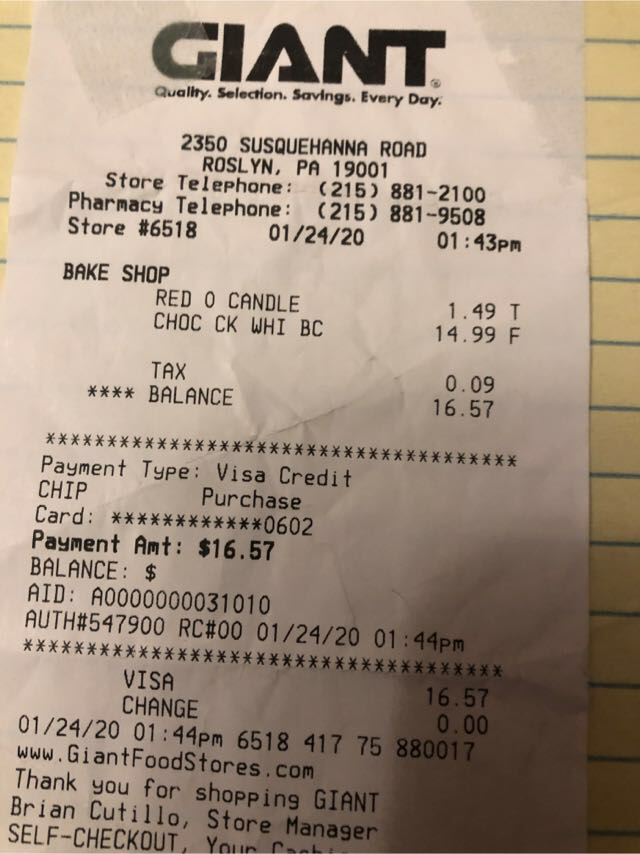 GIANT
Quality. Selection. Savings. Every Day.
2350 SUSQUEHANNA ROAD
ROSLYN, PA 19001
Store Telephone: (215) 881-2100
Pharmacy Telephone: (215) 881-9508
Store #6518 01/24/20 01:43pm
BAKE SHOP
RED 0 CANDLE 1.49 T
CHOC CK WHI BC 14.99 F
TAX 0.09
**** BALANCE 16.57
***************************************
Payment Type: Visa Credit
CHIP Purchase
Card: ************0602
Payment Amt: $16.57
BALANCE: $
AID: A0000000031010
AUTH#547900 RC#00 01/24/20 01:44pm
***************************************
VISA 16.57
CHANGE 0.00
01/24/20 01:44pm 6518 417 75 880017
www.GiantFoodStores.com
Thank you for shopping GIANT
Brian Cutillo, Store Manager
SELF-CHECKOUT, Your